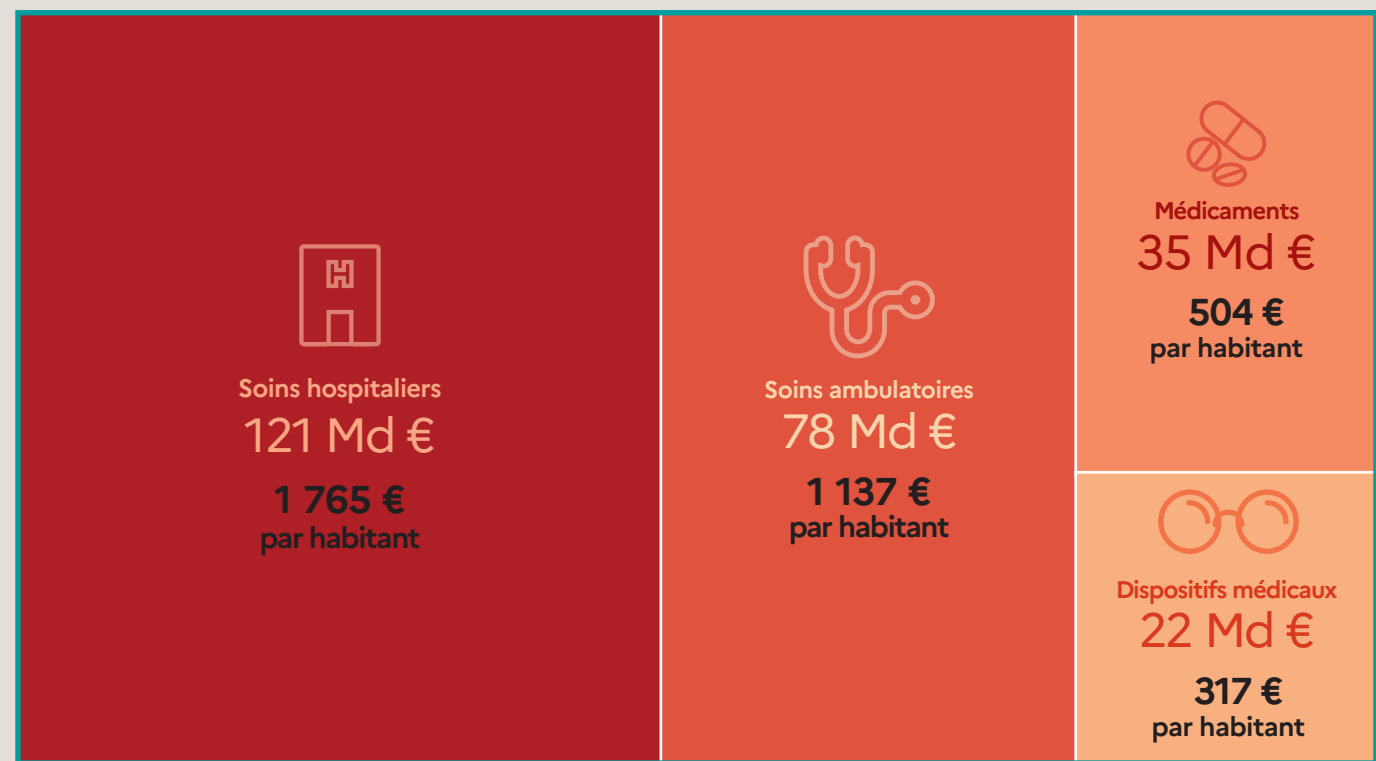 H
Soins hospitaliers
121 Md €
1 765 €
par habitant
Soins ambulatoires
78 Md €
1 137 €
par habitant
Médicaments
35 Md €
504 €
par habitant
Dispositifs médicaux
22 Md €
317 €
par habitant